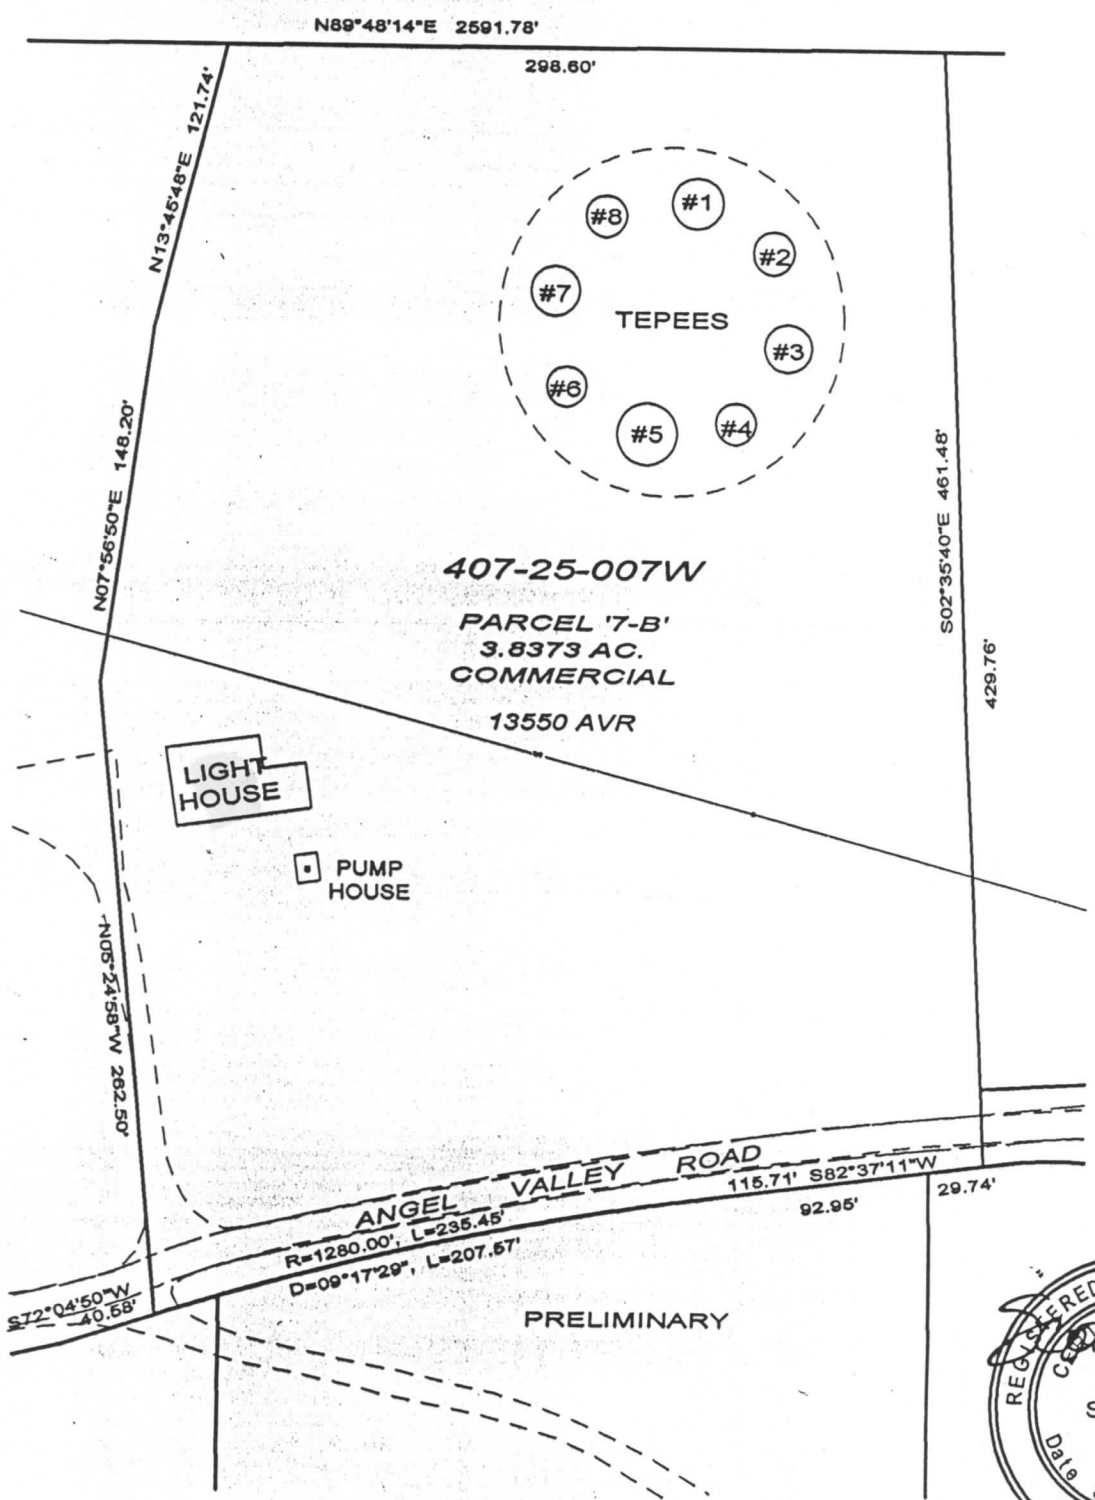 N89°48'14"E 2591.78'
298.60'
N13°45'48"E 121.74'
#1
#8
#2
#7
TEPEES
#3
#6
#5
#4
N07°56'50"E 148.20'
S02°35'40"E 461.48'
407-25-007W
PARCEL '7-B'
3.8373 AC.
COMMERCIAL
13550 AVR
429.76'
LIGHT
HOUSE
PUMP
HOUSE
N05°24'58"W 262.50'
ANGEL VALLEY ROAD
115.71' S82°37'11"W
29.74'
92.95'
R=1280.00', L=235.45'
D=09°17'29", L=207.57'
S72°04'50"W
40.58'
PRELIMINARY
REGISTERED
Date